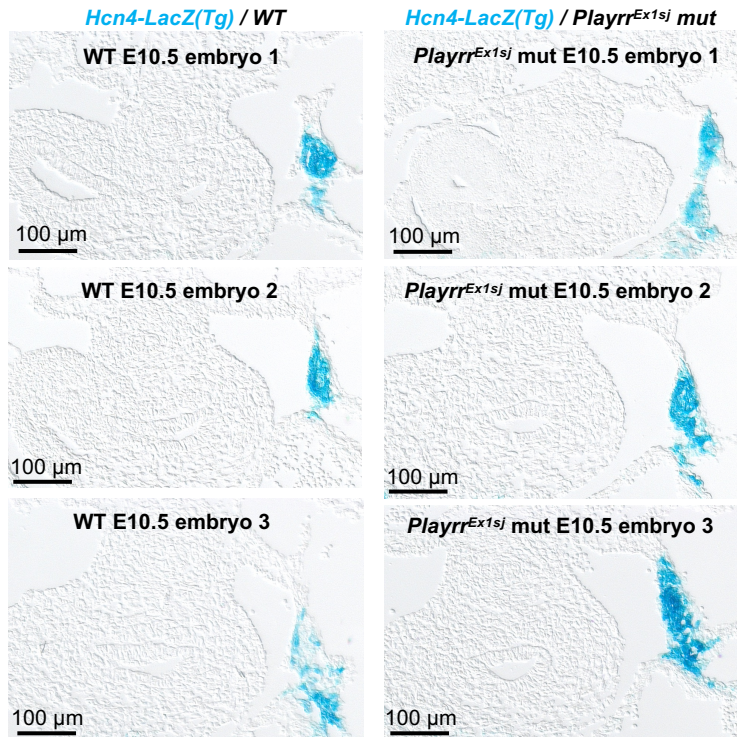 Hcn4-LacZ(Tg) / WT
Hcn4-LacZ(Tg) / PlayrrEx1sj mut
WT E10.5 embryo 1
PlayrrEx1sj mut E10.5 embryo 1
100 µm
100 µm
WT E10.5 embryo 2
PlayrrEx1sj mut E10.5 embryo 2
100 µm
100 µm
WT E10.5 embryo 3
PlayrrEx1sj mut E10.5 embryo 3
100 µm
100 µm